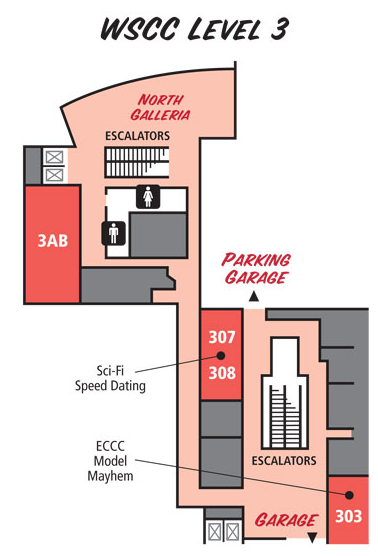 WSCC LEVEL 3
NORTH
GALLERIA
ESCALATORS
3AB
PARKING
GARAGE
307
308
Sci-Fi
Speed Dating
ECCC
Model
Mayhem
ESCALATORS
GARAGE
303